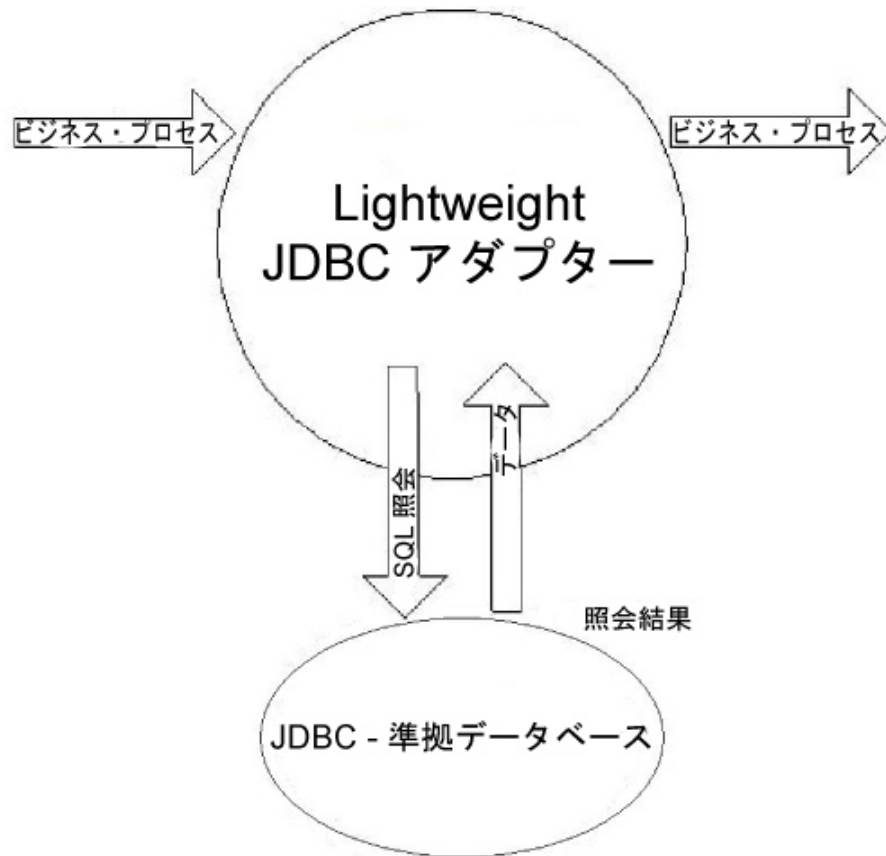 ビジネス・プロセス
ビジネス・プロセス
Lightweight
JDBC アダプター
SQL 照会
データ
照会結果
JDBC - 準拠データベース